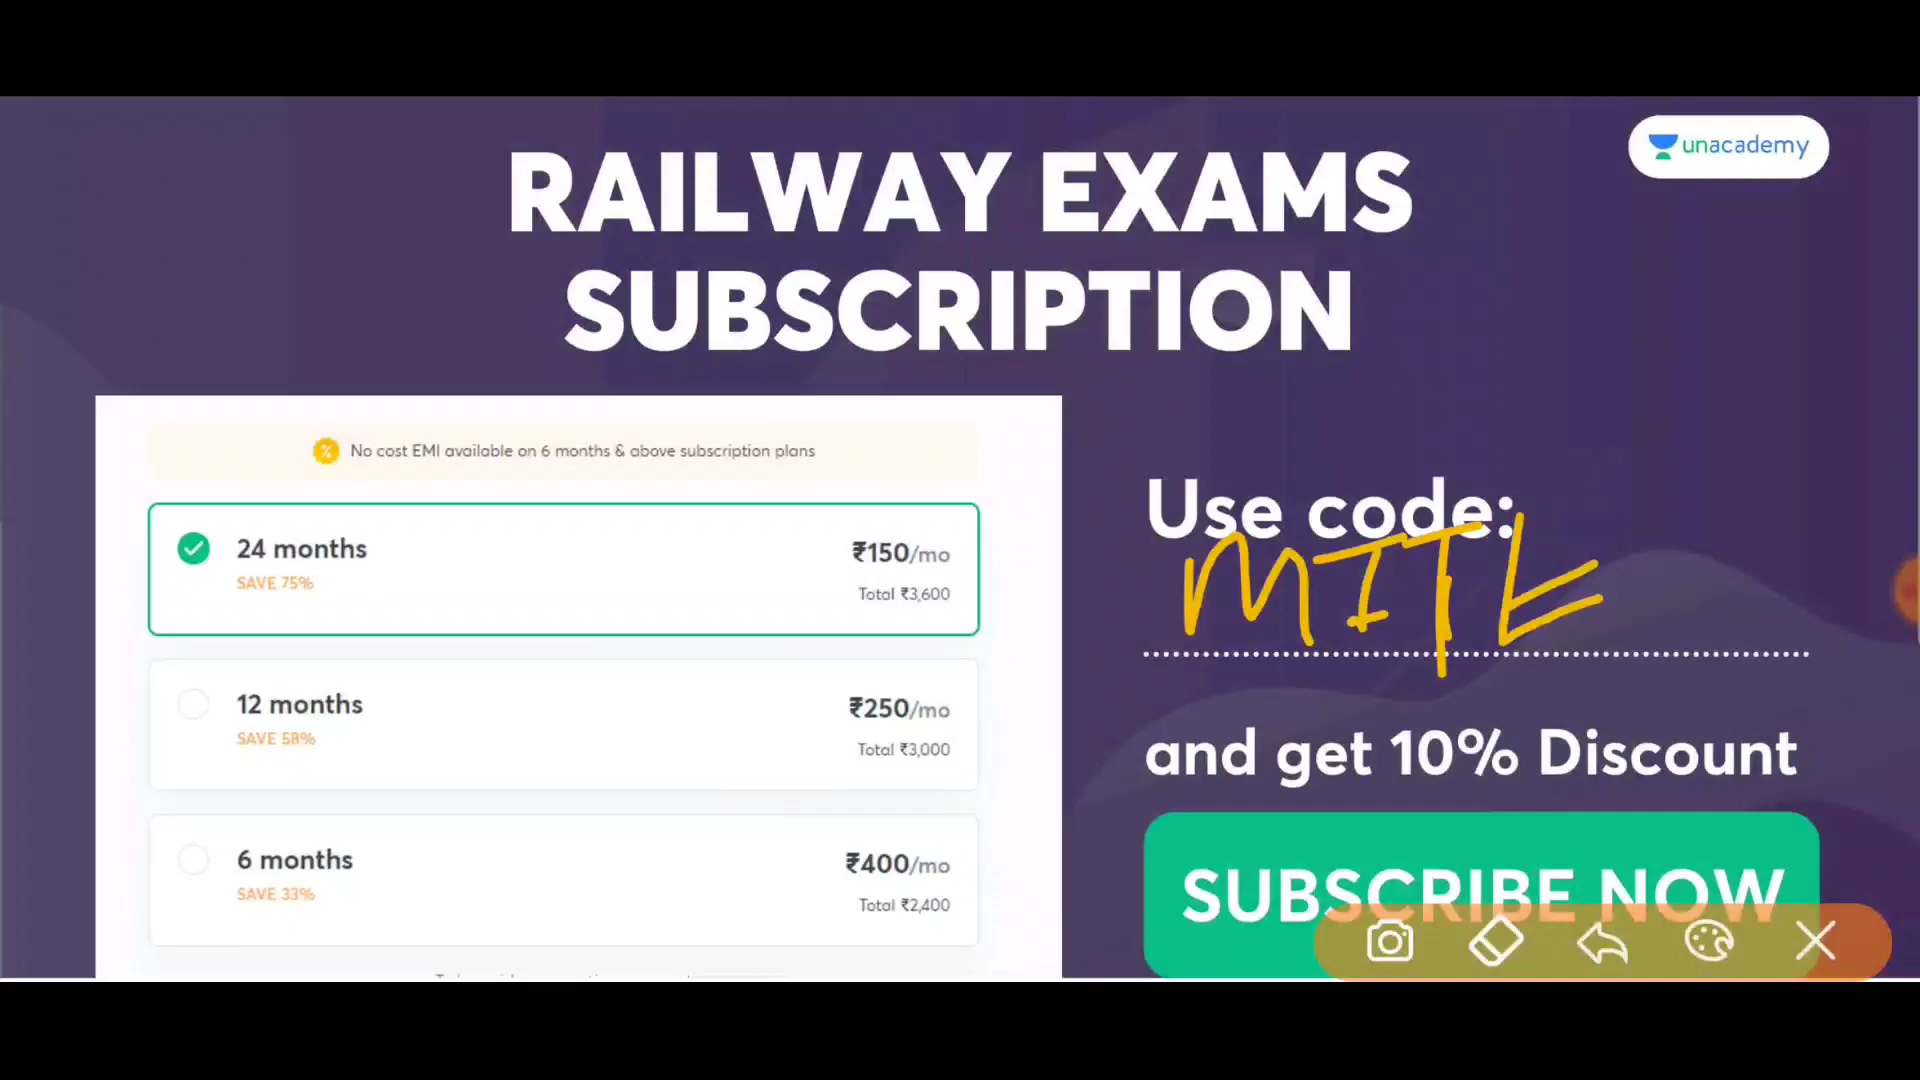 unacademy
RAILWAY EXAMS
SUBSCRIPTION
No cost EMI available on 6 months & above subscription plans
24 months
SAVE 75%
₹150/mo
Total ₹3,600
12 months
SAVE 58%
₹250/mo
Total ₹3,000
6 months
SAVE 33%
₹400/mo
Total ₹2,400
Use code:
and get 10% Discount
SUBSCRIBE NOW